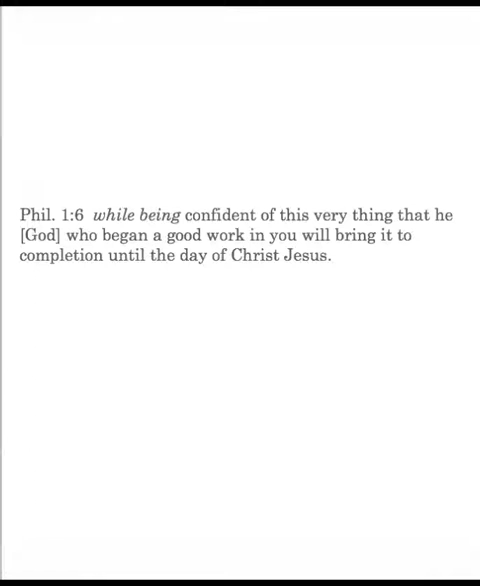 Phil. 1:6 while being confident of this very thing that he
[God] who began a good work in you will bring it to
completion until the day of Christ Jesus.